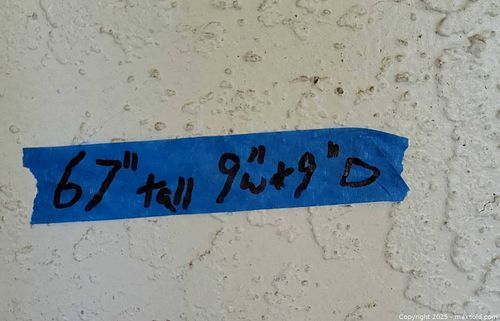 67" tall 9"w * 9" D
Copyright 2025 - maxsold.com